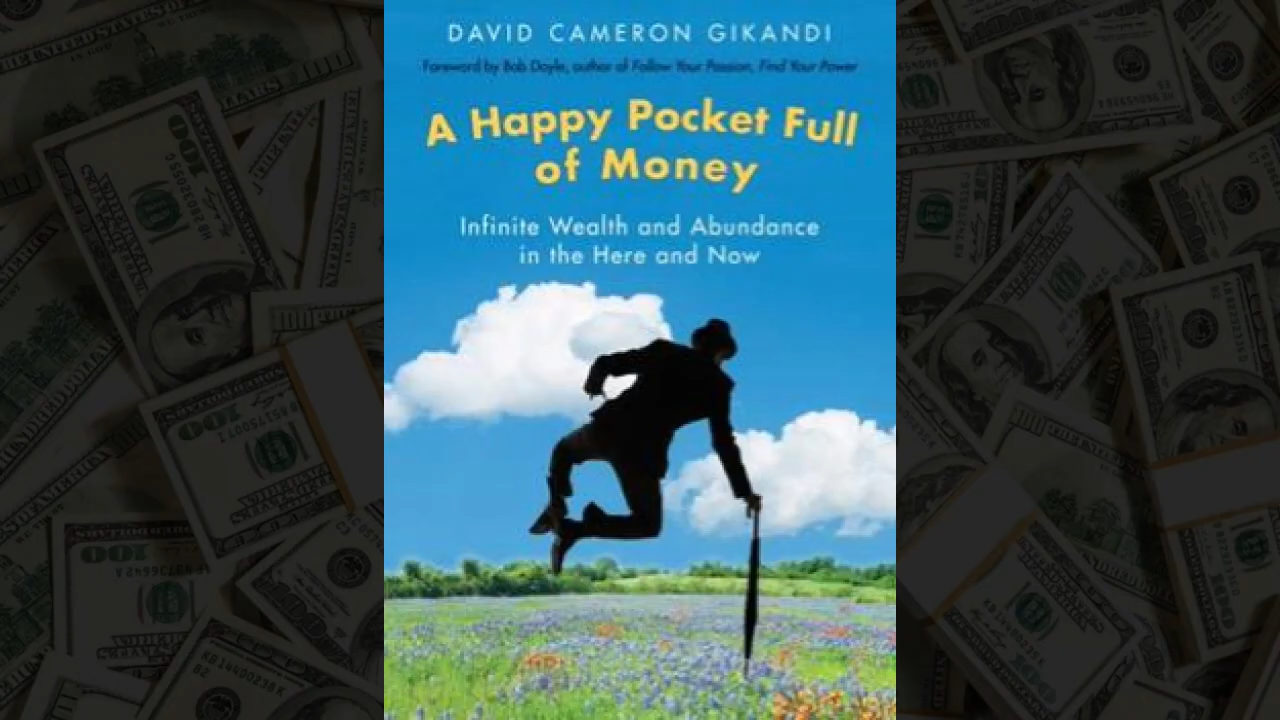 DAVID CAMERON GIKANDI
Foreword by Bob Doyle, author of Follow Your Passion, Find Your Power
A Happy Pocket Full
of Money
Infinite Wealth and Abundance
in the Here and Now